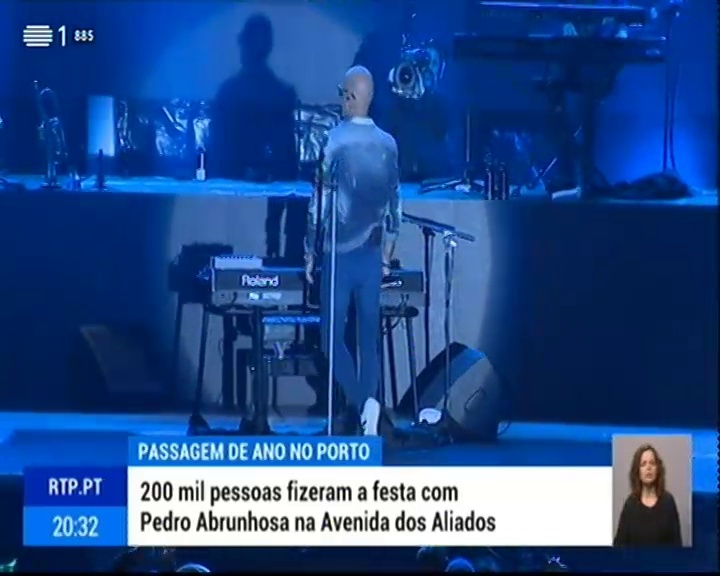 1 885
Roland
PASSAGEM DE ANO NO PORTO
RTP.PT
200 mil pessoas fizeram a festa com
20:32
Pedro Abrunhosa na Avenida dos Aliados